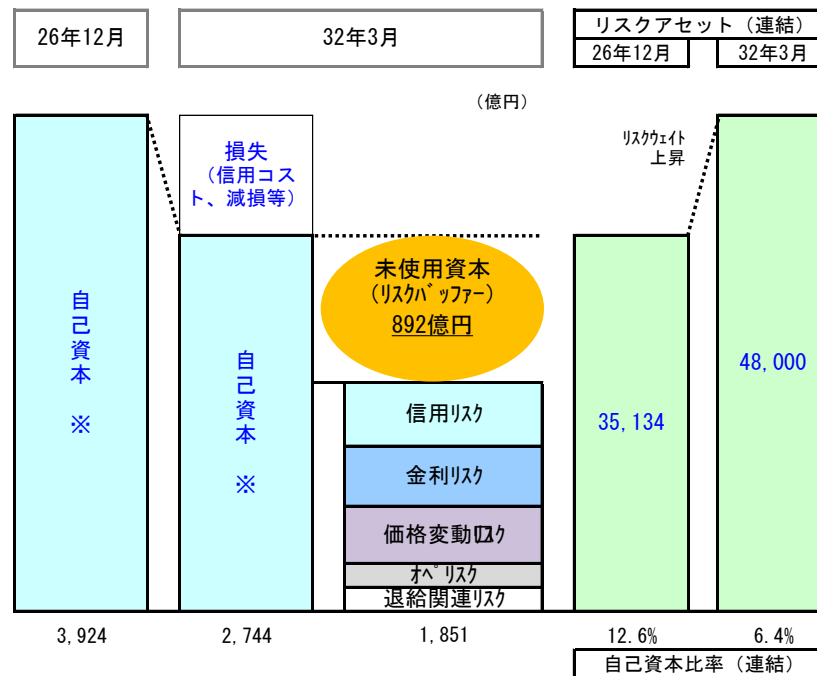 26年12月
32年3月
リスクアセット（連結）
26年12月
32年3月
（億円）
損失
（信用コス
ト、減損等）
ﾘｽｸｳｪｲﾄ
上昇
未使用資本
（ﾘｽｸﾊﾞｯﾌｧｰ）
892億円
自己資本 ※
自己資本 ※
信用ﾘｽｸ
金利ﾘｽｸ
価格変動ﾘｽｸ
ｵﾍﾟﾘｽｸ
退給関連ﾘｽｸ
35,134
48,000
3,924
2,744
1,851
12.6%
6.4%
自己資本比率（連結）